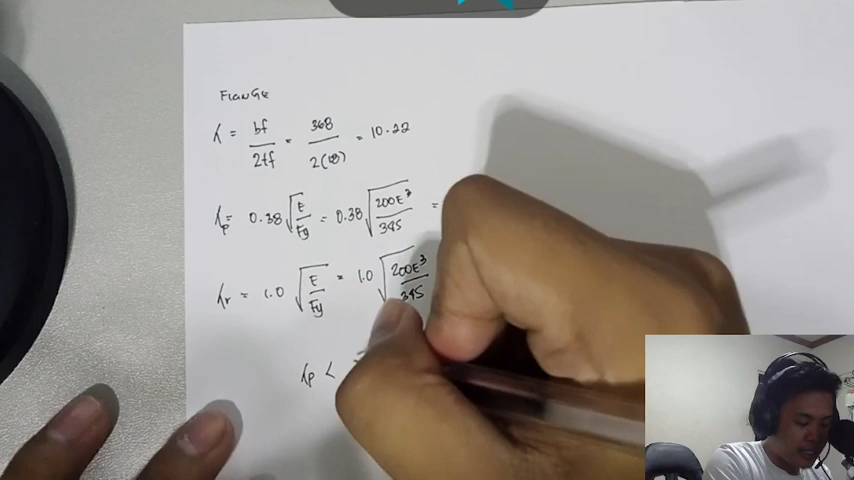 FLANGE
λ = bf/2tf = 368/2(18) = 10.22
λp = 0.38 √E/Fy = 0.38 √200E³/345 =
λr = 1.0 √E/Fy = 1.0 √200E³/345
λp <